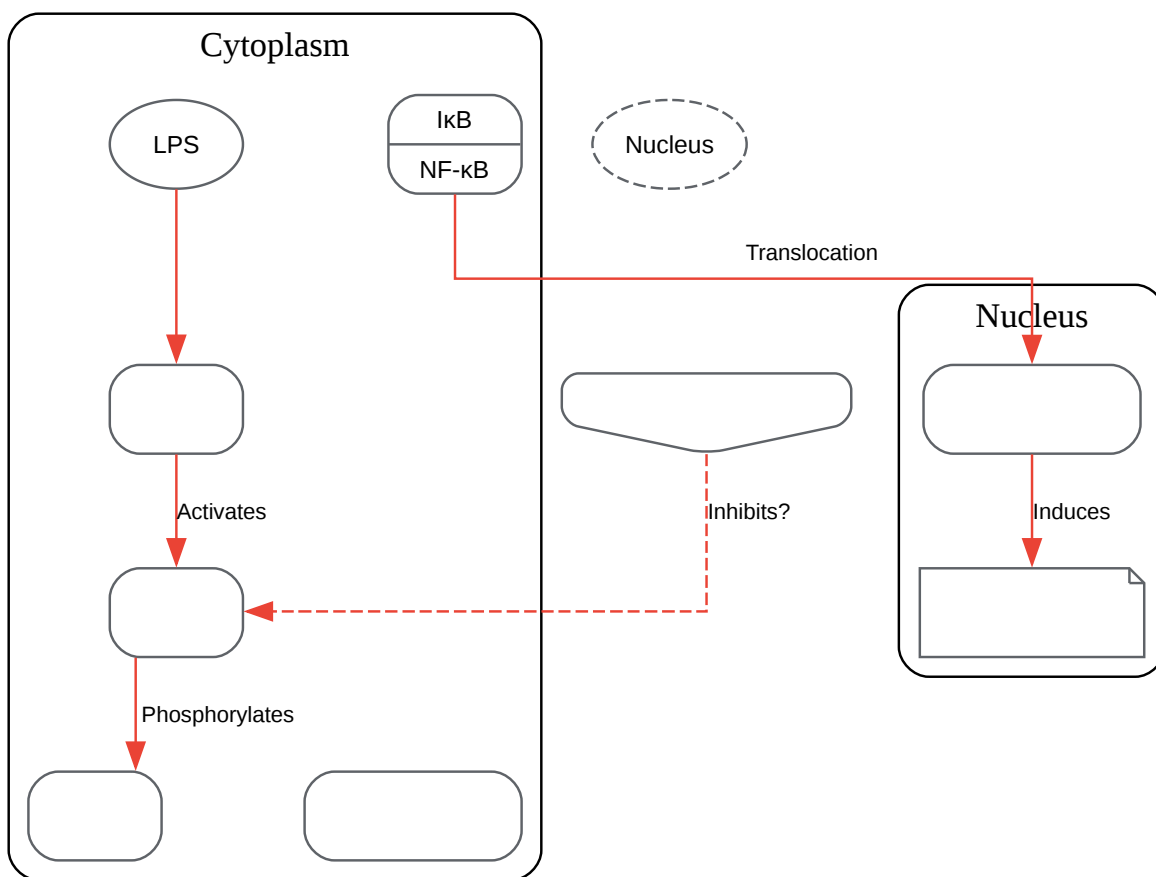 Cytoplasm
LPS
IκB
NF-κB
Nucleus
Translocation
Nucleus
Activates
Inhibits?
Induces
Phosphorylates